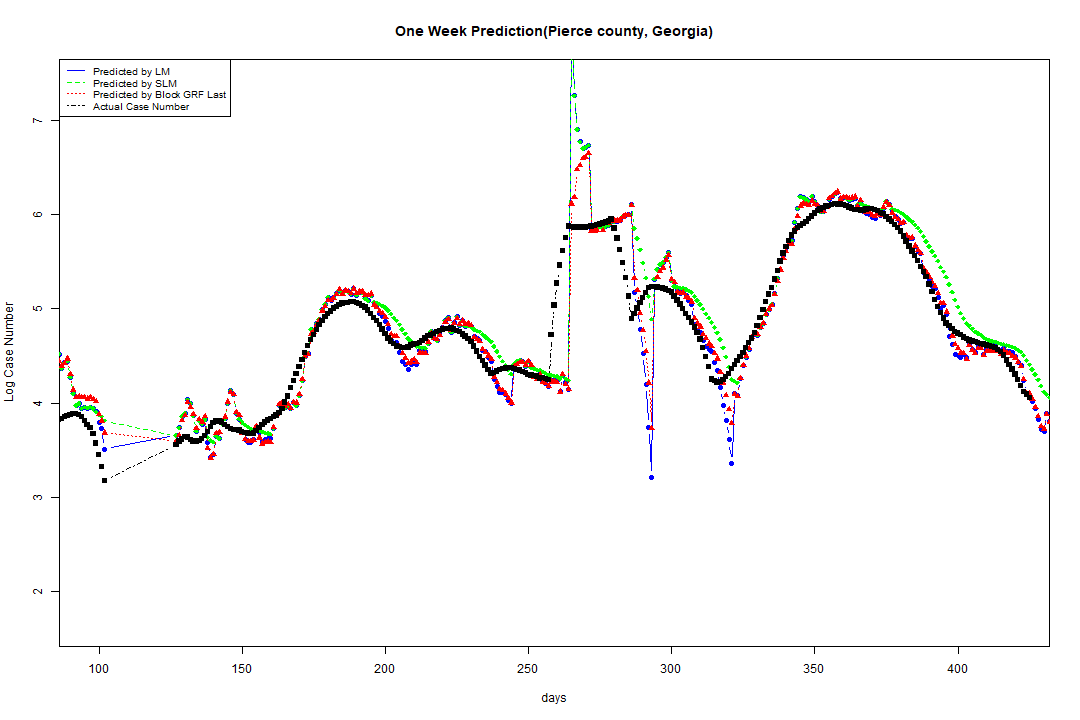 One Week Prediction(Pierce county, Georgia)
Predicted by LM
Predicted by SLM
Predicted by Block GRF Last
Actual Case Number
7
6
5
4
3
2
Log Case Number
100 150 200 250 300 350 400
days